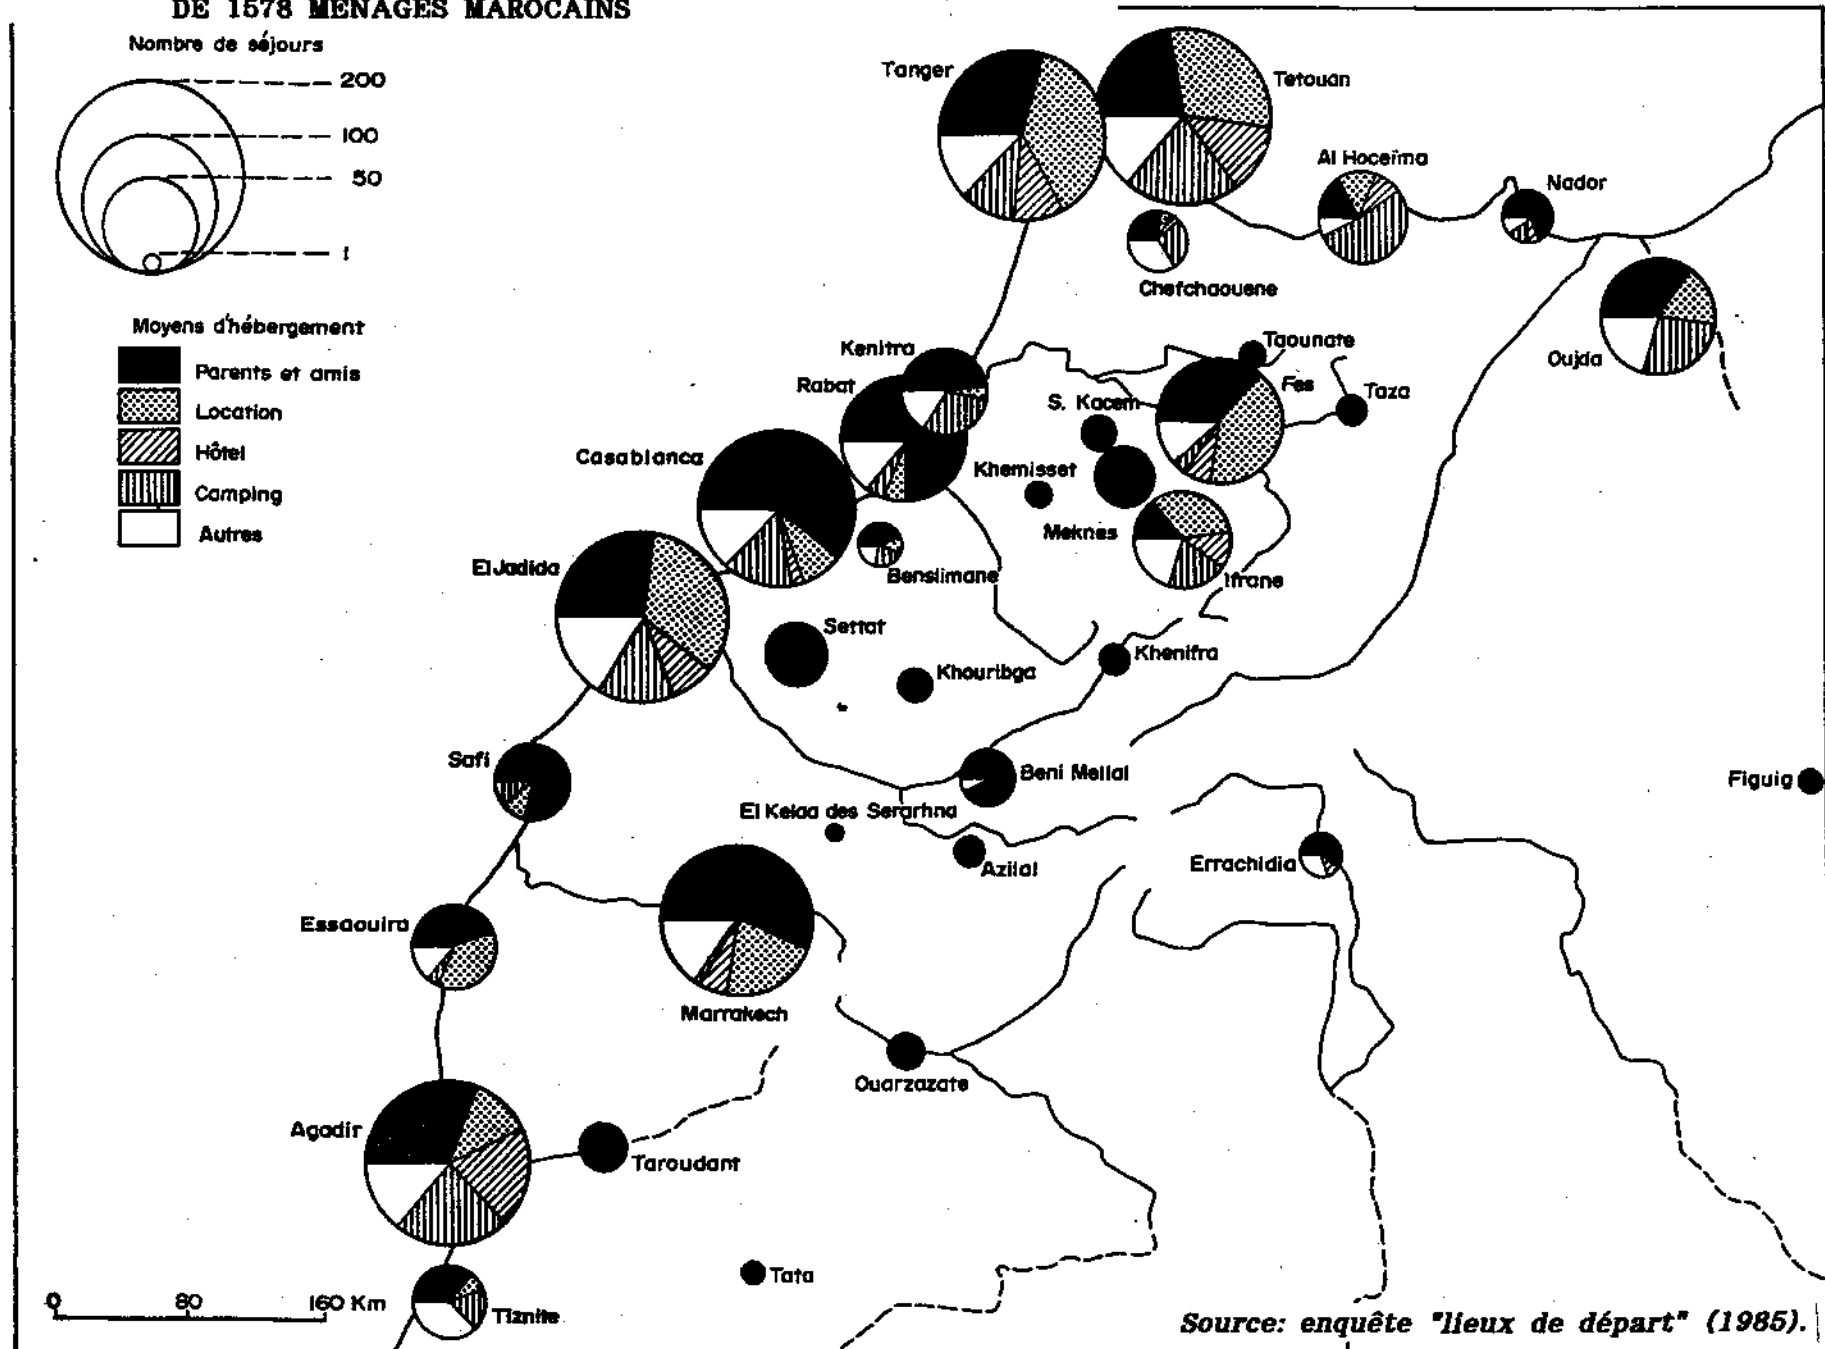 DE 1578 MENAGES MAROCAINS
Nombre de séjours
200
100
50
1
Moyens d'hébergement
Parents et amis
Location
Hôtel
Camping
Autres
Tanger
Tetouan
Al Hoceïma
Nador
Chefchaouene
Oujda
Kenitra
Taounate
Rabat
Fes
Taza
S. Kacem
Casablanca
Khemisset
Meknes
El Jadida
Benslimane
Ifrane
Settat
Khenifra
Khouribga
Safi
Beni Mellal
Figuig
El Kelaa des Serarhna
Azilal
Errachidia
Essaouira
Marrakech
Ouarzazate
Agadir
Taroudant
Tata
0 80 160 Km
Tiznite
Source: enquête "lieux de départ" (1985).